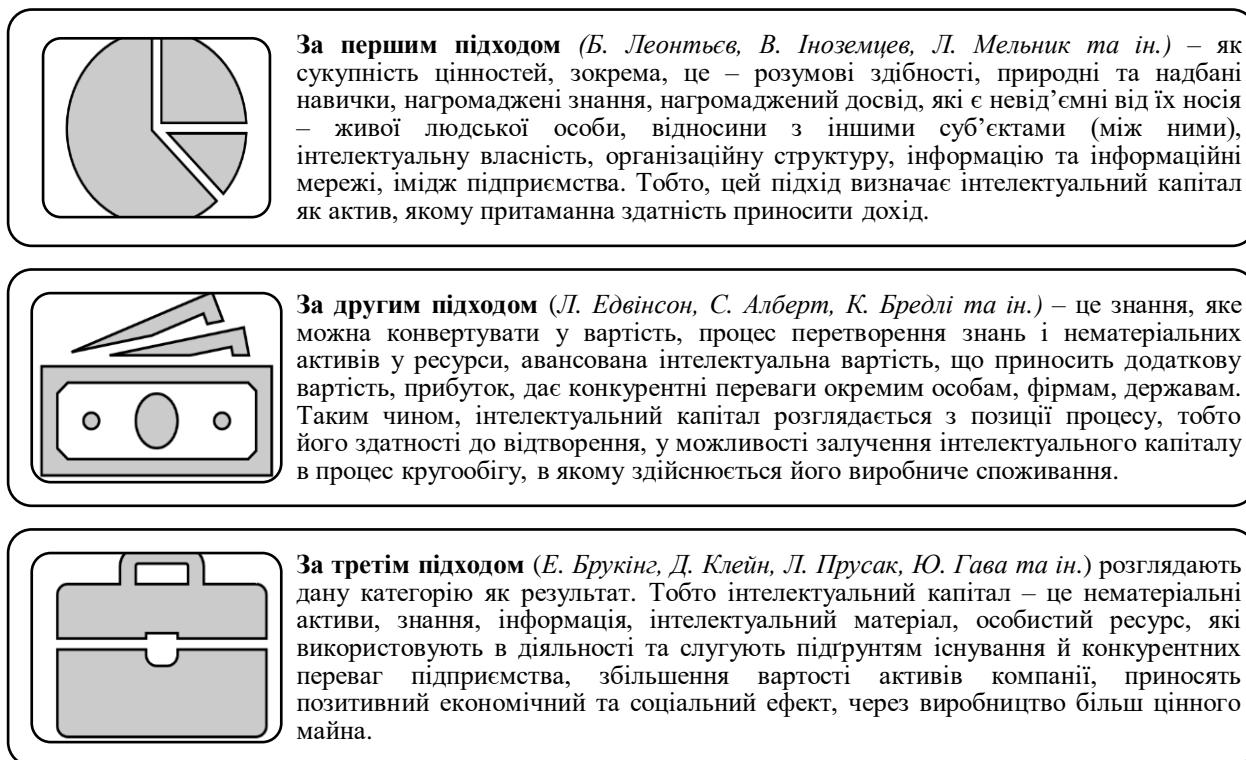 За першим підходом (Б. Леонтьєв, В. Іноземцев, Л. Мельник та ін.) – як
сукупність цінностей, зокрема, це – розумові здібності, природні та надбані
навички, нагромаджені знання, нагромаджений досвід, які є невід’ємні від їх носія
– живої людської особи, відносини з іншими суб’єктами (між ними),
інтелектуальну власність, організаційну структуру, інформацію та інформаційні
мережі, імідж підприємства. Тобто, цей підхід визначає інтелектуальний капітал
як актив, якому притаманна здатність приносити дохід.
За другим підходом (Л. Едвінсон, С. Алберт, К. Бредлі та ін.) – це знання, яке
можна конвертувати у вартість, процес перетворення знань і нематеріальних
активів у ресурси, авансована інтелектуальна вартість, що приносить додаткову
вартість, прибуток, дає конкурентні переваги окремим особам, фірмам, державам.
Таким чином, інтелектуальний капітал розглядається з позиції процесу, тобто
його здатності до відтворення, у можливості залучення інтелектуального капіталу
в процес кругообігу, в якому здійснюється його виробниче споживання.
За третім підходом (Е. Брукінг, Д. Клейн, Л. Прусак, Ю. Гава та ін.) розглядають
дану категорію як результат. Тобто інтелектуальний капітал – це нематеріальні
активи, знання, інформація, інтелектуальний матеріал, особистий ресурс, які
використовують в діяльності та слугують підґрунтям існування й конкурентних
переваг підприємства, збільшення вартості активів компанії, приносять
позитивний економічний та соціальний ефект, через виробництво більш цінного
майна.